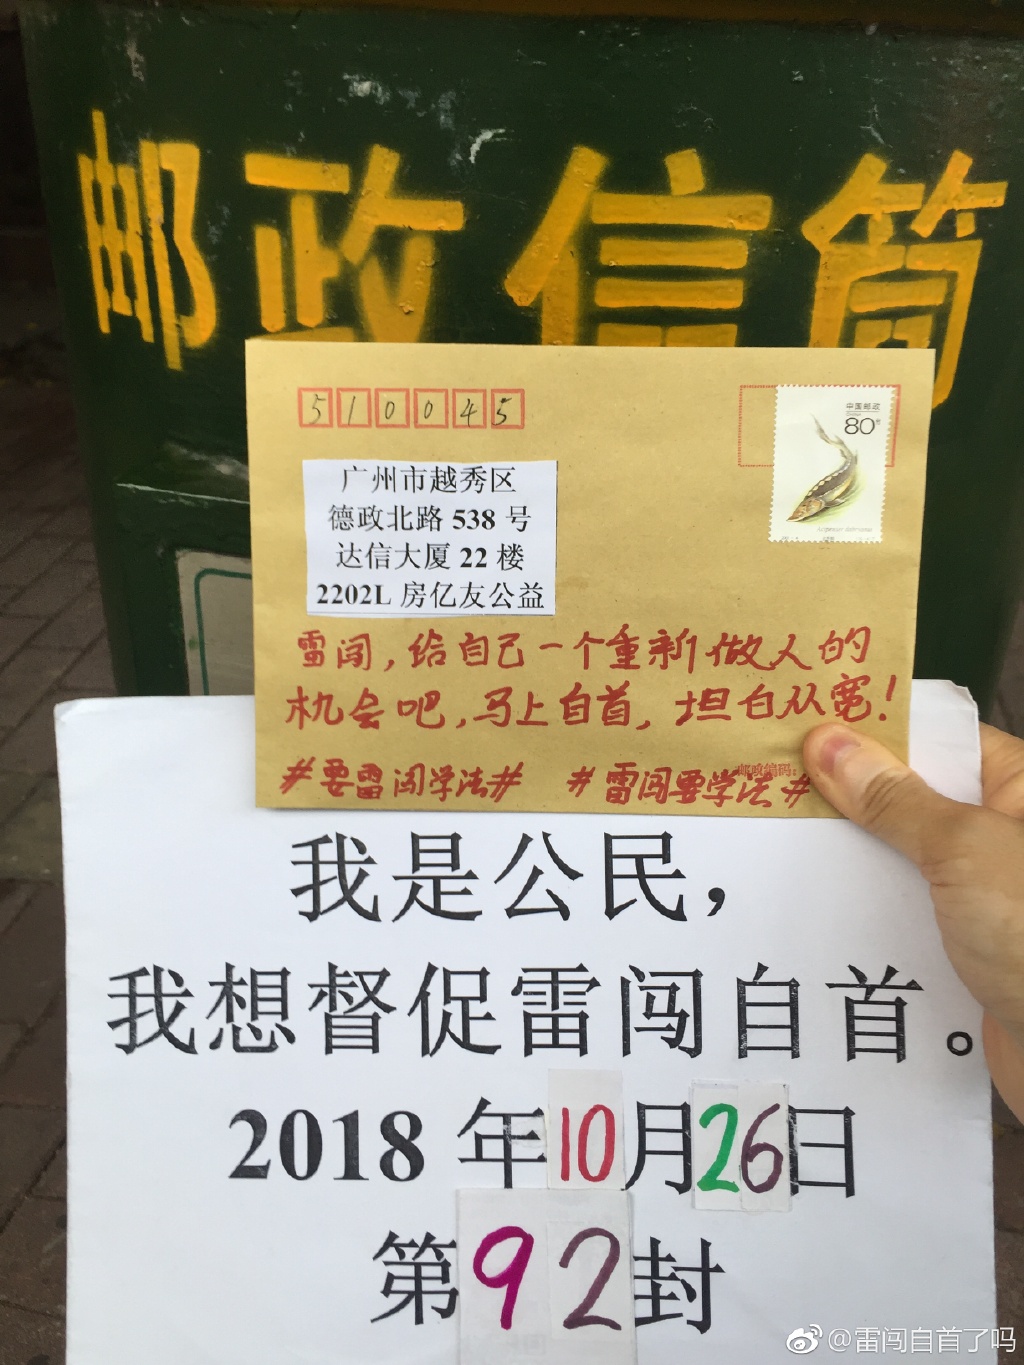 邮政信筒
510045
中国邮政
80
广州市越秀区
德政北路 538 号
达信大厦 22 楼
2202L 房亿友公益
雷闯，给自己一个重新做人的
机会吧，马上自首，坦白从宽！
邮政编码：
#要雷闯学法# #雷闯要学法#
我是公民，
我想督促雷闯自首。
2018 年10月26日
第92封
@雷闯自首了吗